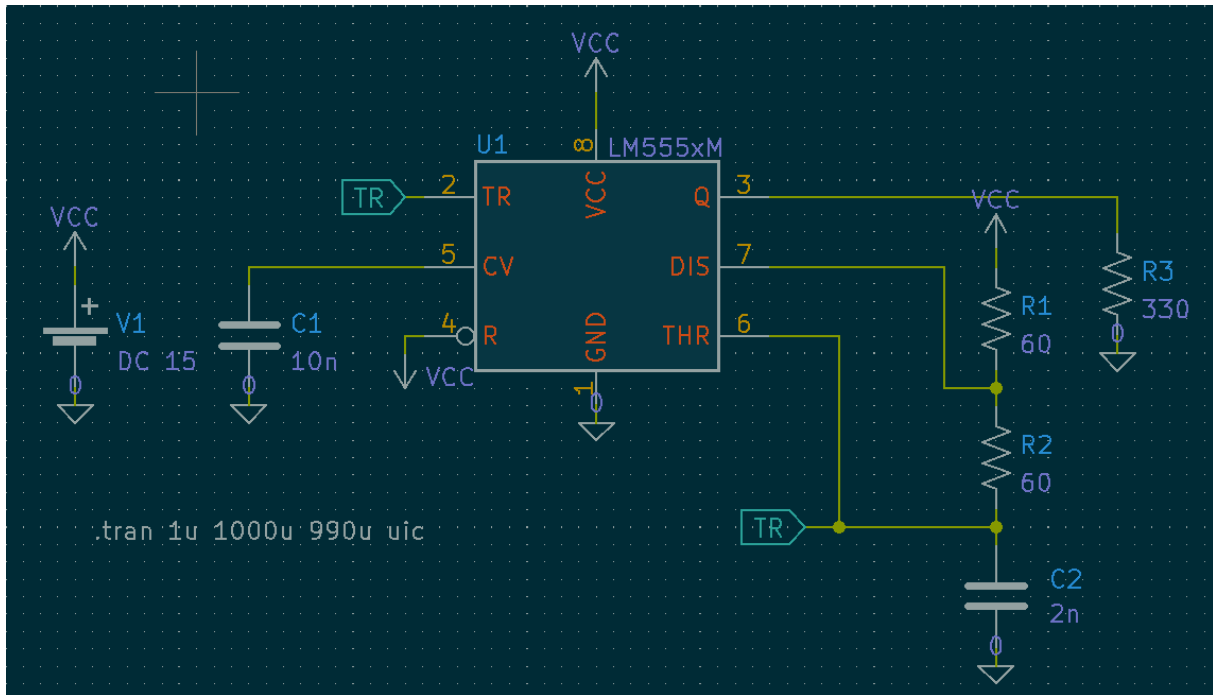 VCC
U1
8
LM555xM
TR
2
TR
VCC
Q
3
VCC
VCC
5
CV
DIS
7
R3
330
0
+
V1
DC 15
0
C1
10n
0
4
R
VCC
GND
THR
6
R1
60
1
0
R2
60
.tran 1u 1000u 990u uic
TR
C2
2n
0